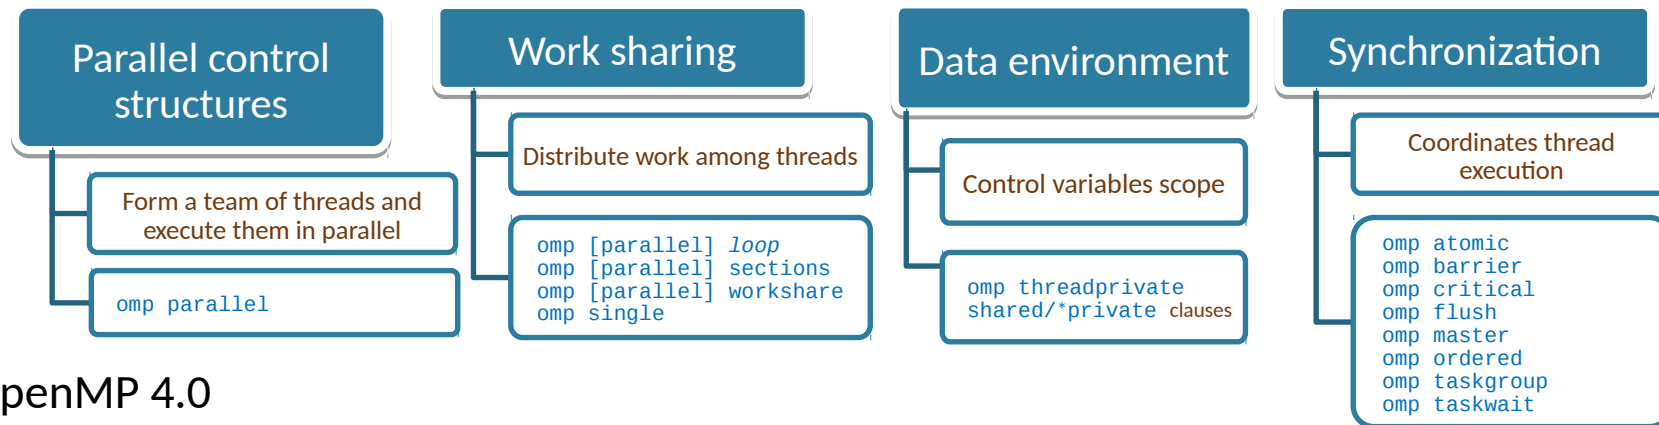 Parallel control
structures
Form a team of threads and
execute them in parallel
omp parallel
Work sharing
Distribute work among threads
omp [parallel] loop
omp [parallel] sections
omp [parallel] workshare
omp single
Data environment
Control variables scope
omp threadprivate
shared/*private clauses
Synchronization
Coordinates thread
execution
omp atomic
omp barrier
omp critical
omp flush
omp master
omp ordered
omp taskgroup
omp taskwait
penMP 4.0